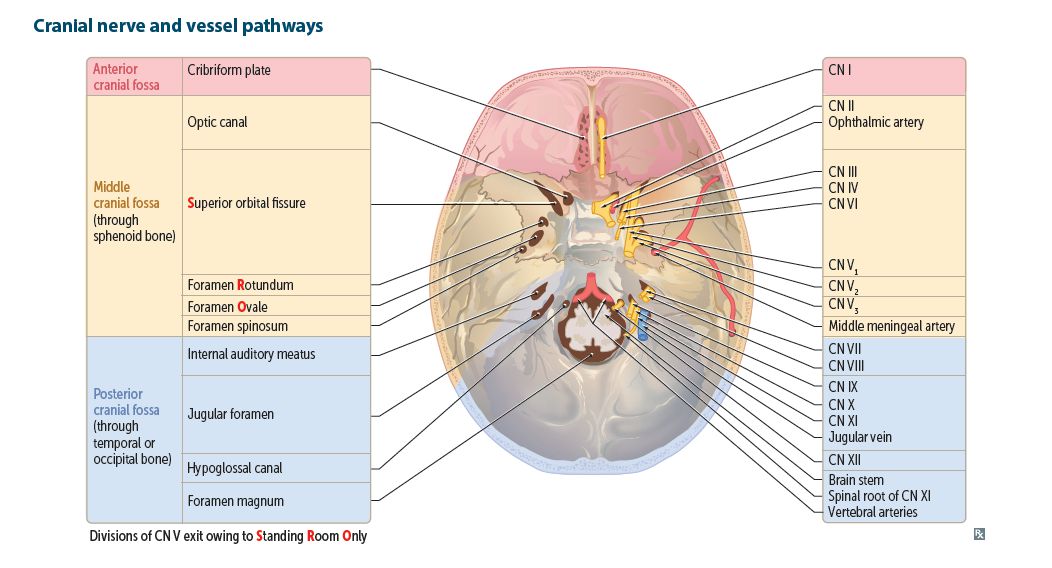 Cranial nerve and vessel pathways
Anterior
cranial fossa
Cribriform plate
CN I
Middle
cranial fossa
(through
sphenoid bone)
Optic canal
CN II
Ophthalmic artery
Superior orbital fissure
CN III
CN IV
CN VI
CN V1
Foramen Rotundum
CN V2
Foramen Ovale
CN V3
Foramen spinosum
Middle meningeal artery
Posterior
cranial fossa
(through
temporal or
occipital bone)
Internal auditory meatus
CN VII
CN VIII
Jugular foramen
CN IX
CN X
CN XI
Jugular vein
Hypoglossal canal
CN XII
Foramen magnum
Brain stem
Spinal root of CN XI
Vertebral arteries
Divisions of CN V exit owing to Standing Room Only
Rx